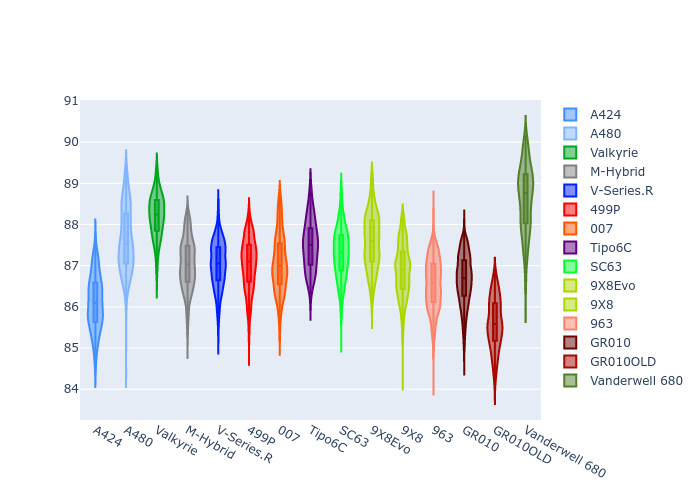 91
90
89
88
87
86
85
84
A424
A480
Valkyrie
M-Hybrid
V-Series.R
499P
007
Tipo6C
SC63
9X8Evo
9X8
963
GR010
GR010OLD
Vanderwell 680
A424
A480
Valkyrie
M-Hybrid
V-Series.R
499P
007
Tipo6C
SC63
9X8Evo
9X8
963
GR010
GR010OLD
Vanderwell 680